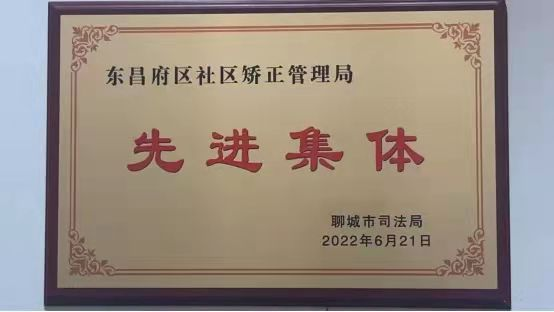 东昌府区社区矫正管理局
先进集体
聊城市司法局
2022年6月21日